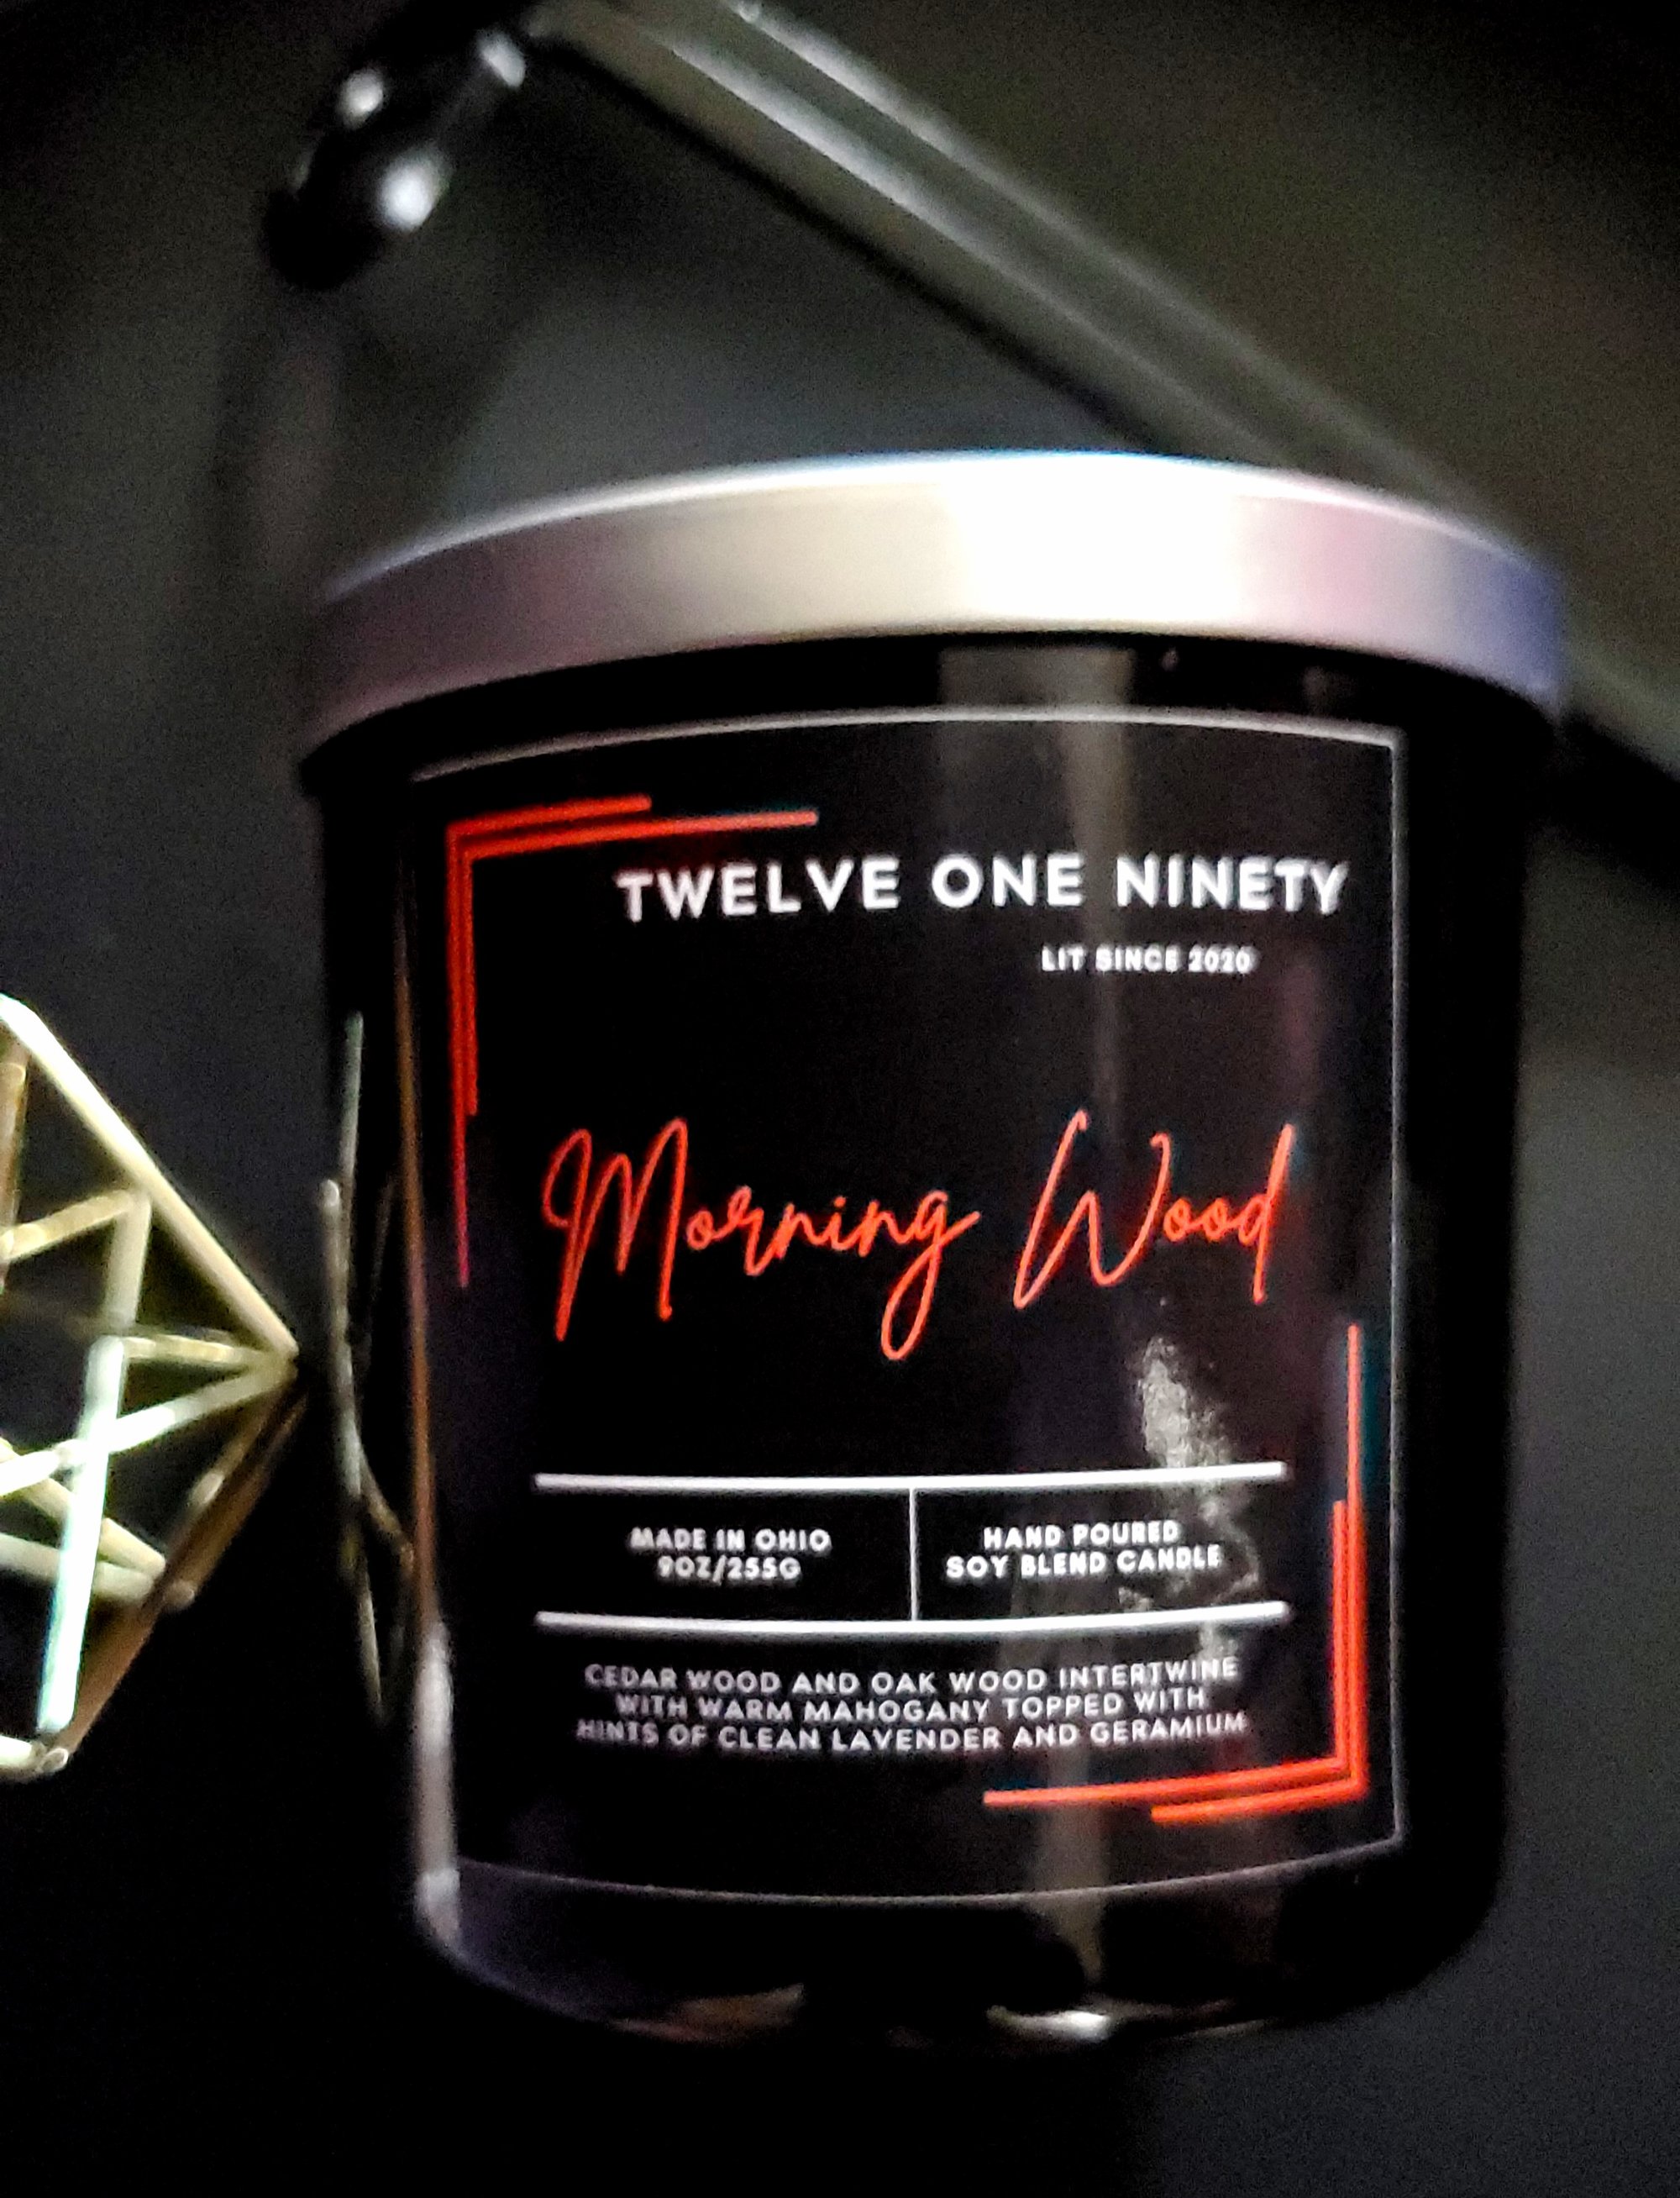 TWELVE ONE NINETY
LIT SINCE 2020
Morning Wood
MADE IN OHIO
9OZ/255G
HAND POURED
SOY BLEND CANDLE
CEDAR WOOD AND OAK WOOD INTERTWINE
WITH WARM MAHOGANY TOPPED WITH
HINTS OF CLEAN LAVENDER AND GERAMIUM